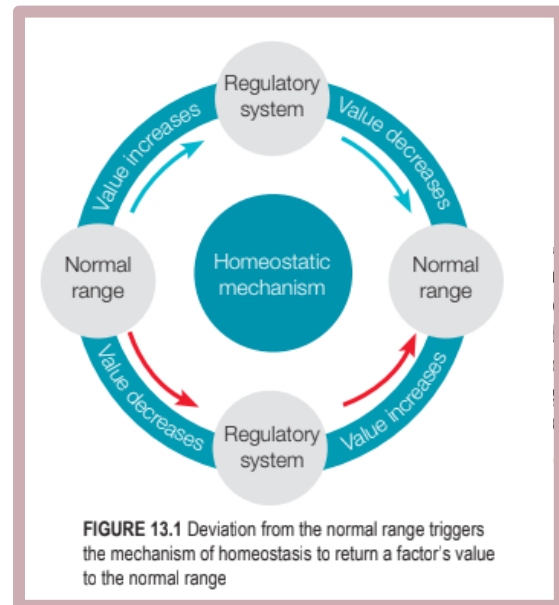 Regulatory
system
Value increases
Value decreases
Normal
range
Homeostatic
mechanism
Normal
range
Value decreases
Value increases
Regulatory
system
FIGURE 13.1 Deviation from the normal range triggers
the mechanism of homeostasis to return a factor's value
to the normal range